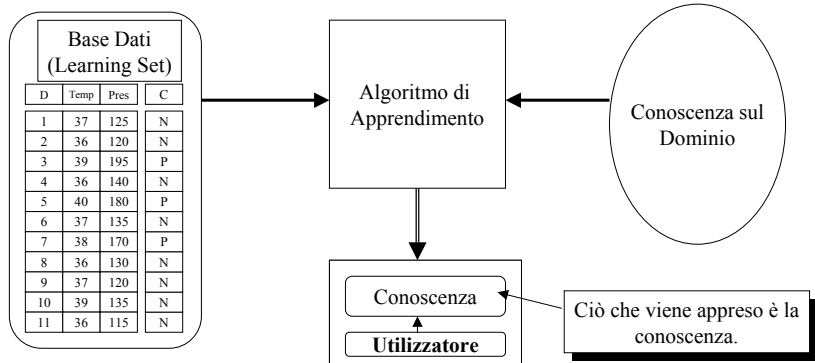 Base Dati
(Learning Set)
D Temp Pres C
1 37 125 N
2 36 120 N
3 39 195 P
4 36 140 N
5 40 180 P
6 37 135 N
7 38 170 P
8 36 130 N
9 37 120 N
10 39 135 N
11 36 115 N
Algoritmo di
Apprendimento
Conoscenza sul
Dominio
Conoscenza
Utilizzatore
Ciò che viene appreso è la
conoscenza.